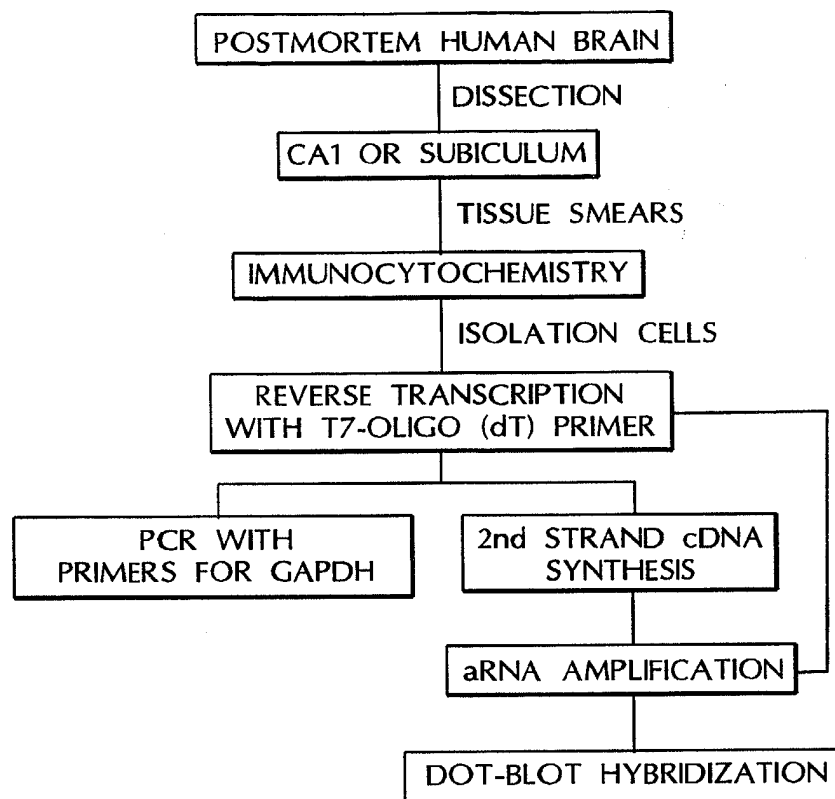 POSTMORTEM HUMAN BRAIN
DISSECTION
CA1 OR SUBICULUM
TISSUE SMEARS
IMMUNOCYTOCHEMISTRY
ISOLATION CELLS
REVERSE TRANSCRIPTION
WITH T7-OLIGO (dT) PRIMER
PCR WITH
PRIMERS FOR GAPDH
2nd STRAND cDNA
SYNTHESIS
aRNA AMPLIFICATION
DOT-BLOT HYBRIDIZATION